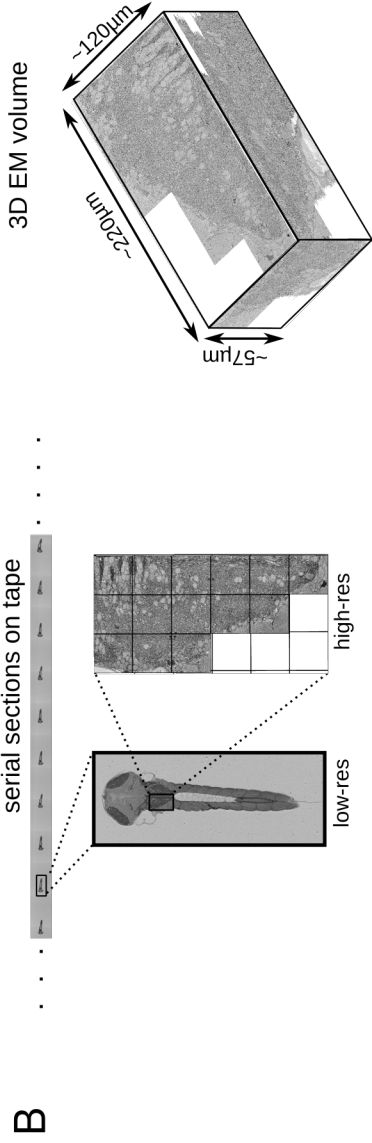 B
serial sections on tape
low-res
high-res
3D EM volume
~220μm
~120μm
~57μm